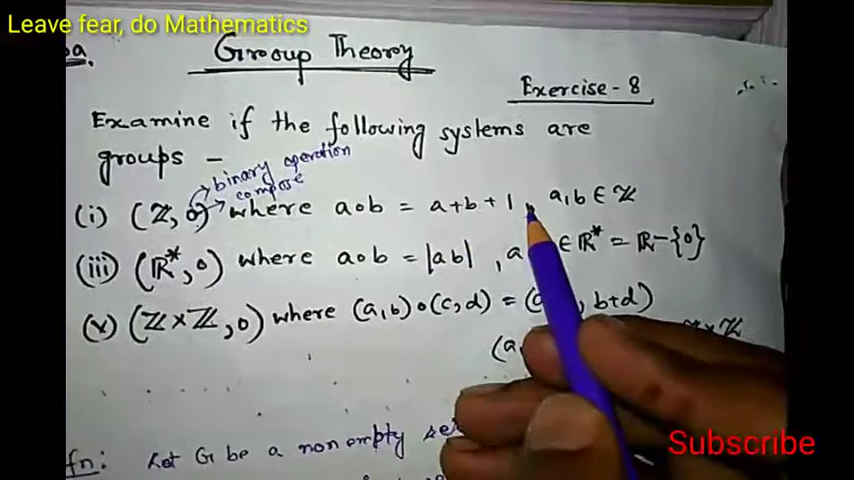 Leave fear, do Mathematics
Group Theory
Exercise - 8
Examine if the following systems are
groups -
binary operation
compose
(i) (ℤ, o) where aob = a+b+1, a,b ∈ ℤ
(iii) (ℝ*, o) where aob = |ab| , a ∈ ℝ* = ℝ-{0}
(v) (ℤ×ℤ, o) where (a,b)o(c,d) = ( , b+d)
(a,
fn: Let G be a nonempty
Subscribe